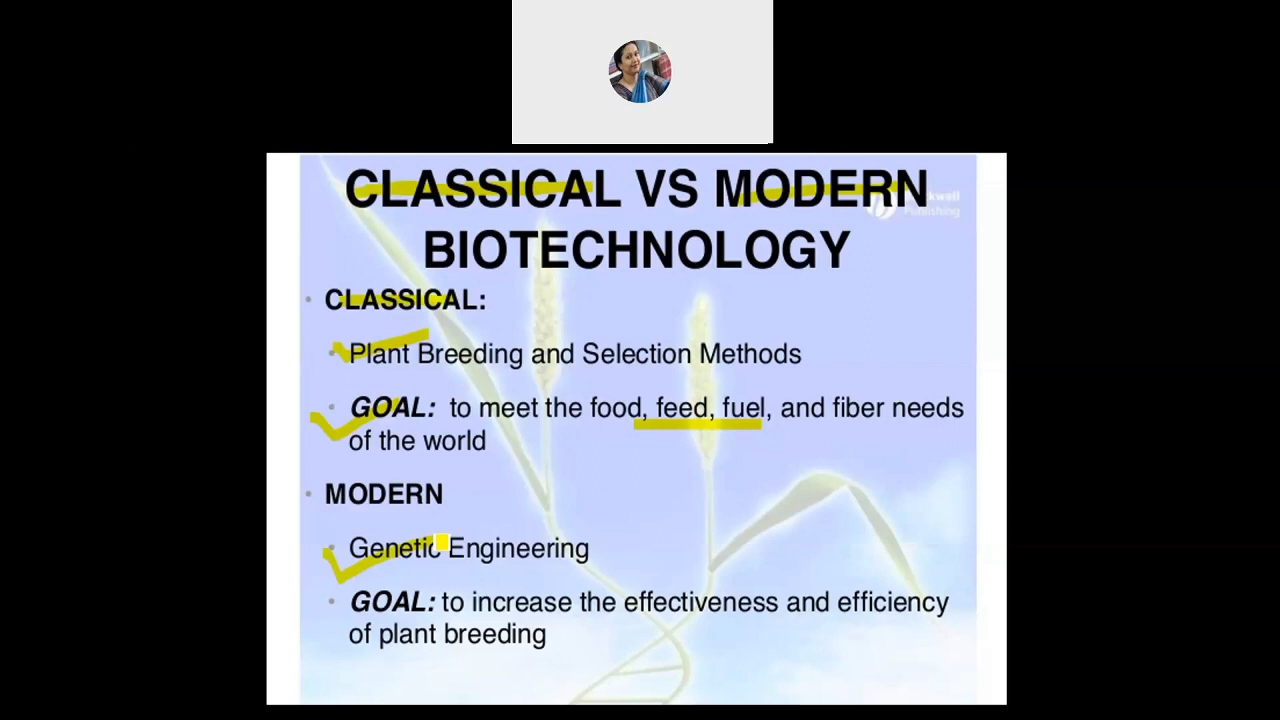 CLASSICAL VS MODERN
BIOTECHNOLOGY
• CLASSICAL:
• Plant Breeding and Selection Methods
• GOAL: to meet the food, feed, fuel, and fiber needs
of the world
• MODERN
• Genetic Engineering
• GOAL: to increase the effectiveness and efficiency
of plant breeding
Publishing